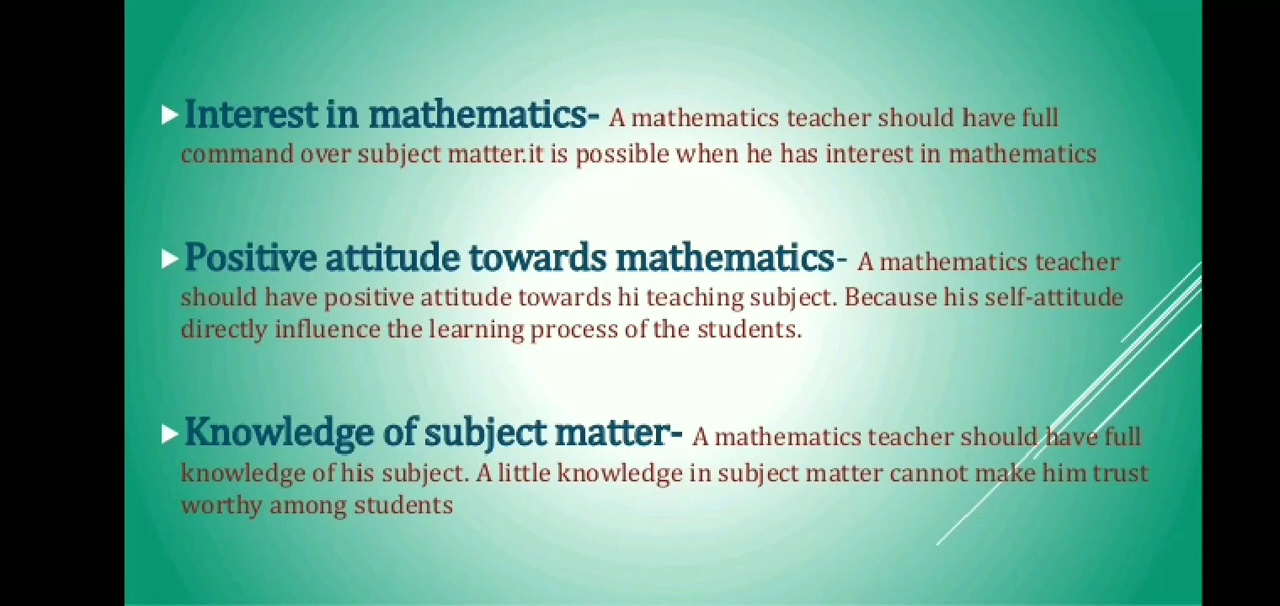 Interest in mathematics- A mathematics teacher should have full
command over subject matter.it is possible when he has interest in mathematics
Positive attitude towards mathematics- A mathematics teacher
should have positive attitude towards hi teaching subject. Because his self-attitude
directly influence the learning process of the students.
Knowledge of subject matter- A mathematics teacher should have full
knowledge of his subject. A little knowledge in subject matter cannot make him trust
worthy among students